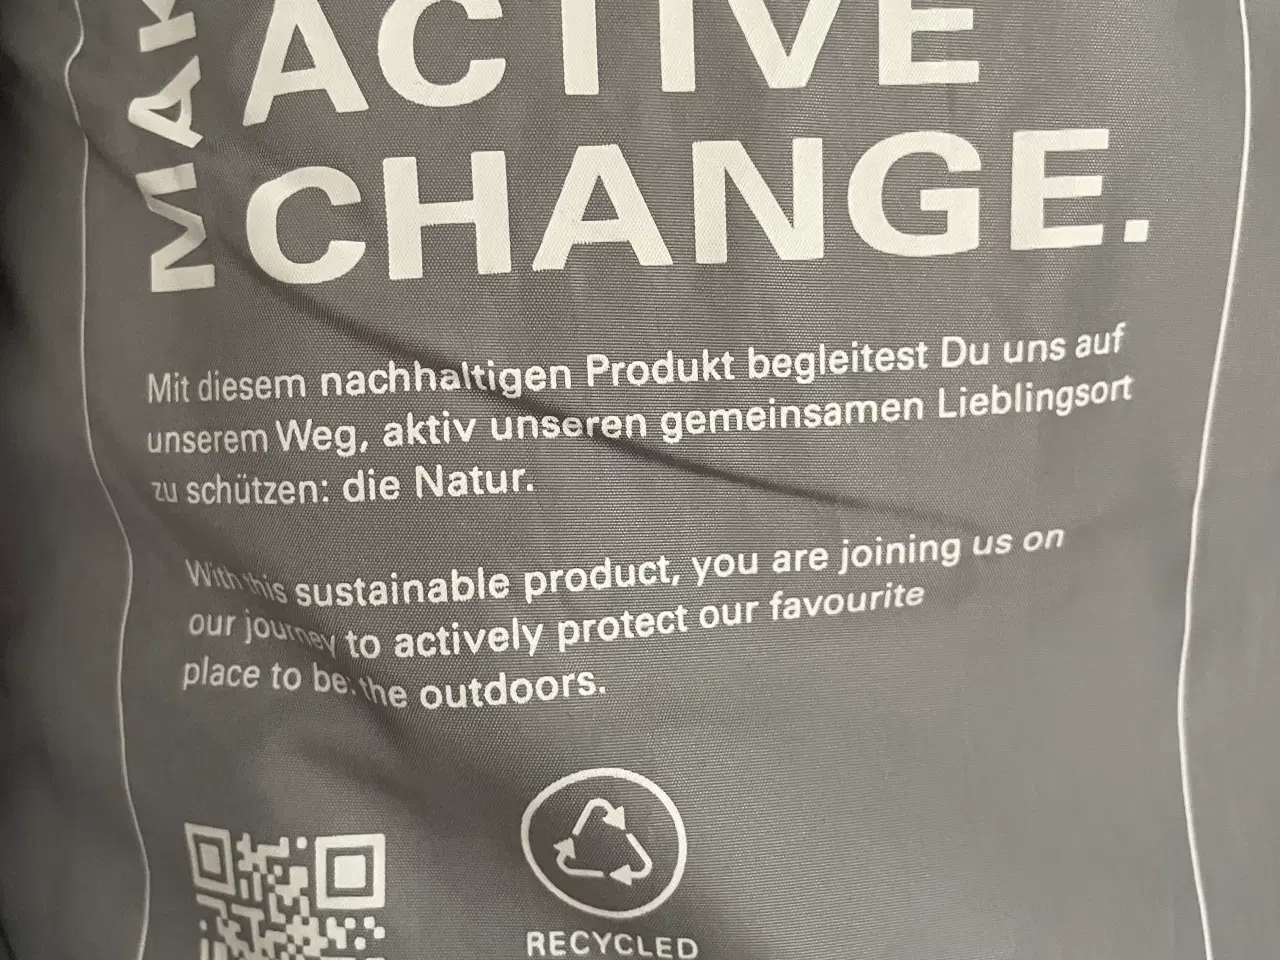 MAK
ACTIVE
CHANGE.
Mit diesem nachhaltigen Produkt begleitest Du uns auf
unserem Weg, aktiv unseren gemeinsamen Lieblingsort
zu schützen: die Natur.
With this sustainable product, you are joining us on
our journey to actively protect our favourite
place to be: the outdoors.
RECYCLED